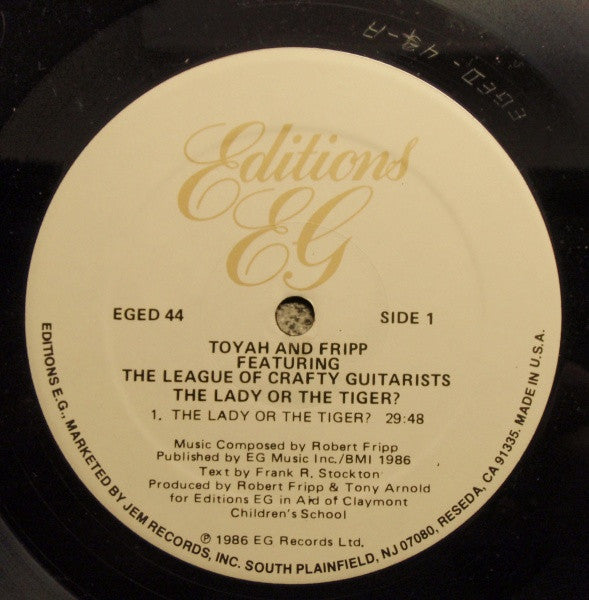 EGED-44-A
Editions
EG
EGED 44
SIDE 1
TOYAH AND FRIPP
FEATURING
THE LEAGUE OF CRAFTY GUITARISTS
THE LADY OR THE TIGER?
1. THE LADY OR THE TIGER? 29:48
Music Composed by Robert Fripp
Published by EG Music Inc./BMI 1986
Text by Frank R. Stockton
Produced by Robert Fripp & Tony Arnold
for Editions EG in Aid of Claymont
Children's School
℗ 1986 EG Records Ltd.
EDITIONS E.G., MARKETED BY JEM RECORDS, INC. SOUTH PLAINFIELD, NJ 07080, RESEDA, CA 91335. MADE IN U.S.A.